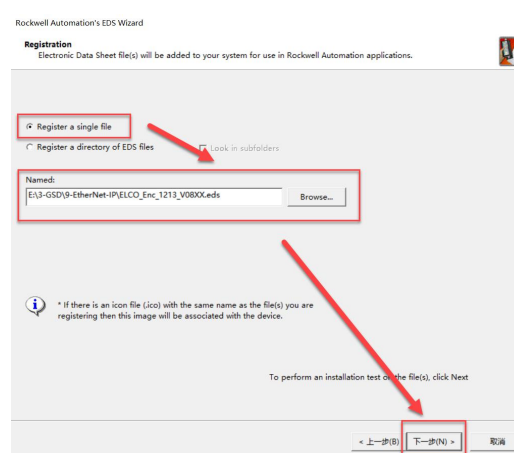 Rockwell Automation's EDS Wizard
Registration
Electronic Data Sheet file(s) will be added to your system for use in Rockwell Automation applications.
Register a single file
Register a directory of EDS files
Look in subfolders
Named:
E:\3-GSD\9-EtherNet-IP\ELCO_Enc_1213_V08XX.eds
Browse...
* If there is an icon file (.ico) with the same name as the file(s) you are
registering then this image will be associated with the device.
To perform an installation test on the file(s), click Next
< 上一步(B)
下一步(N) >
取消